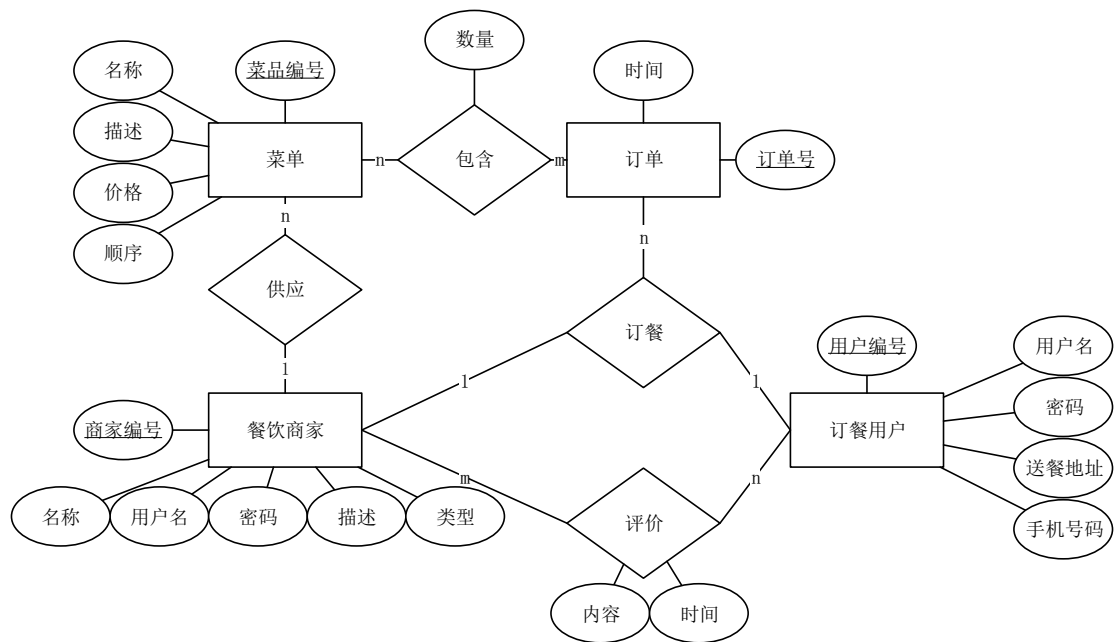 数量
名称
菜品编号
时间
描述
菜单
n
包含
m
订单
订单号
价格
顺序
n
n
供应
订餐
用户编号
用户名
1
1
1
密码
商家编号
餐饮商家
订餐用户
送餐地址
m
n
名称
用户名
密码
描述
类型
评价
手机号码
内容
时间